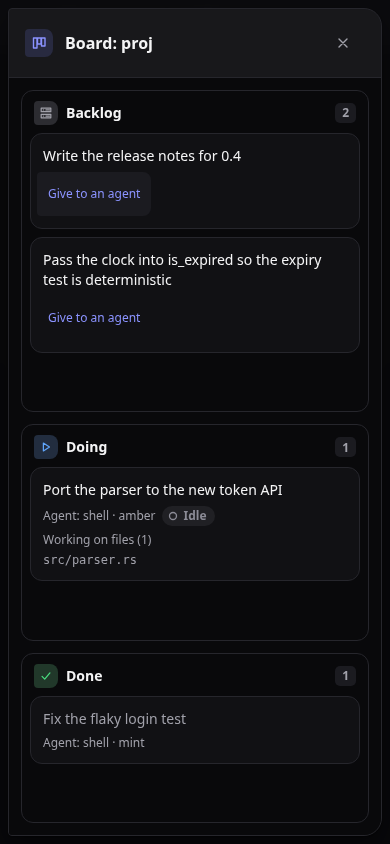 Board: proj
Backlog
2
Write the release notes for 0.4
Give to an agent
Pass the clock into is_expired so the expiry
test is deterministic
Give to an agent
Doing
1
Port the parser to the new token API
Agent: shell · amber
Idle
Working on files (1)
src/parser.rs
Done
1
Fix the flaky login test
Agent: shell · mint